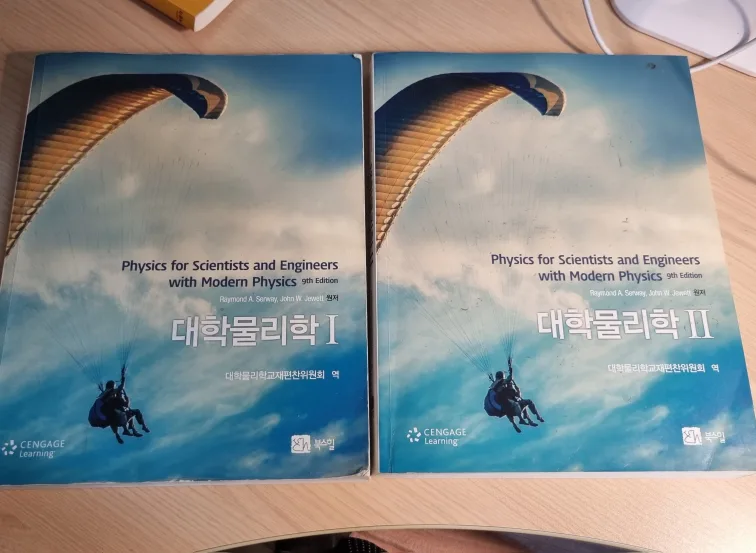 Physics for Scientists and Engineers
with Modern Physics 9th Edition
Raymond A. Serway, John W. Jewett 원저
대학물리학 I
대학물리학교재편찬위원회 역
CENGAGE
Learning
북스힐
Physics for Scientists and Engineers
with Modern Physics 9th Edition
Raymond A. Serway, John W. Jewett 원저
대학물리학 II
대학물리학교재편찬위원회 역
CENGAGE
Learning
북스힐